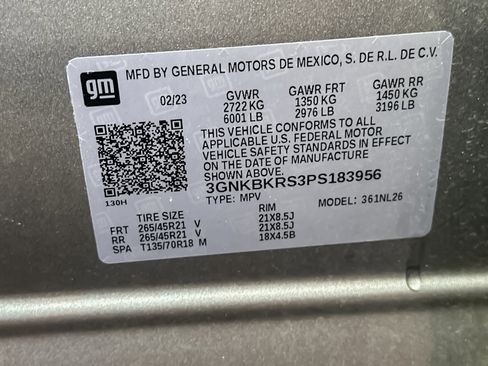 MFD BY GENERAL MOTORS DE MEXICO, S. DE R.L. DE C.V.
gm
02/23 GVWR GAWR FRT GAWR RR
2722 KG 1350 KG 1450 KG
6001 LB 2976 LB 3196 LB
THIS VEHICLE CONFORMS TO ALL
APPLICABLE U.S. FEDERAL MOTOR
VEHICLE SAFETY STANDARDS IN EFFECT
ON THE DATE OF MANUFACTURE
SHOWN ABOVE.
3GNKBKRS3PS183956
130H TYPE: MPV MODEL: 361NL26
TIRE SIZE RIM
FRT 265/45R21 V 21X8.5J
RR 265/45R21 V 21X8.5J
SPA T135/70R18 M 18X4.5B